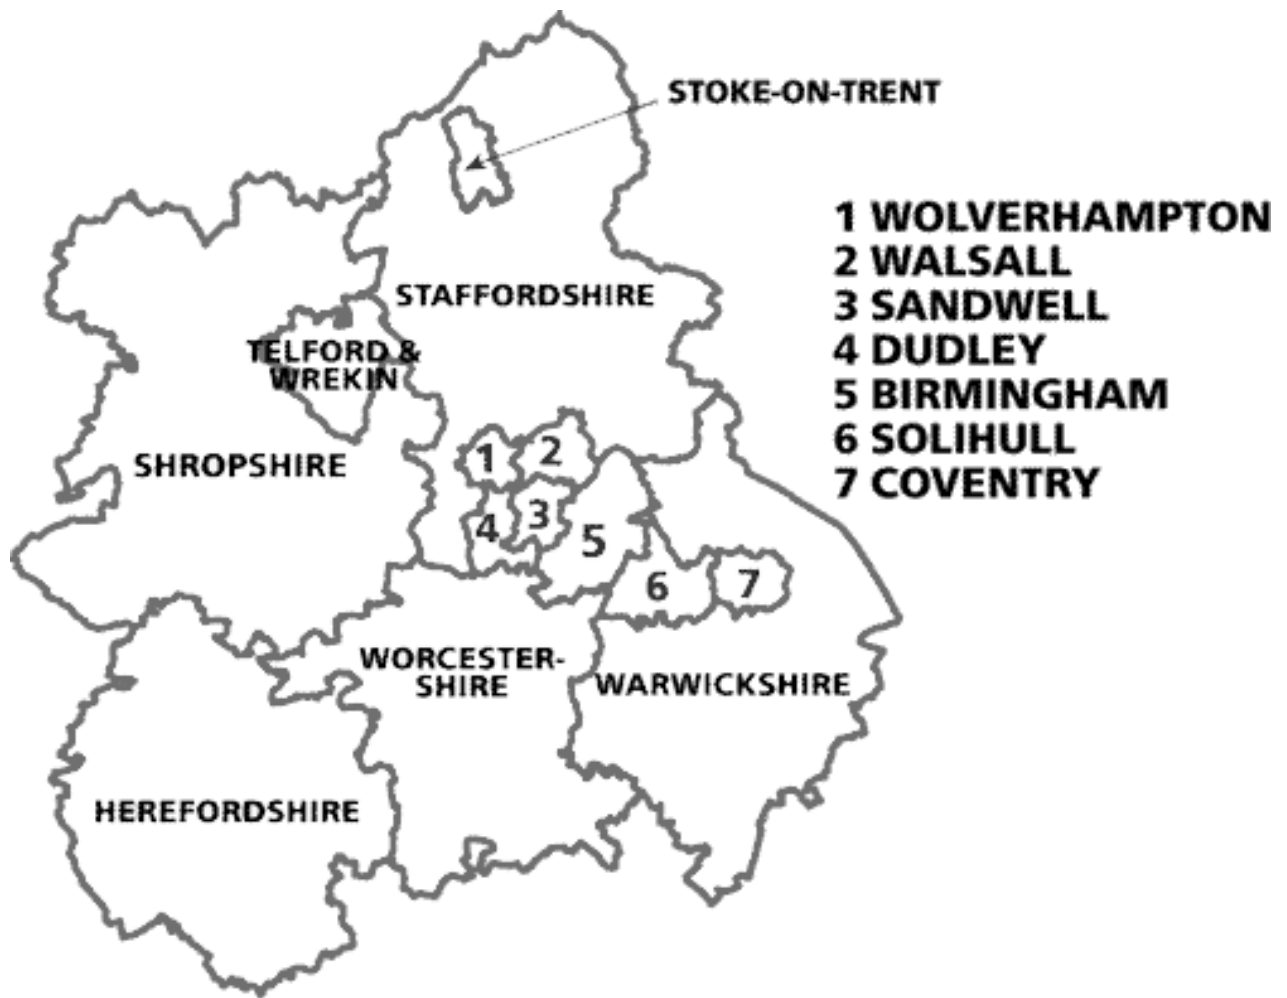 STOKE-ON-TRENT
1 WOLVERHAMPTON
2 WALSALL
3 SANDWELL
4 DUDLEY
5 BIRMINGHAM
6 SOLIHULL
7 COVENTRY
STAFFORDSHIRE
TELFORD &
WREKIN
SHROPSHIRE
1
2
3
4
5
6
7
WORCESTER-
SHIRE
WARWICKSHIRE
HEREFORDSHIRE